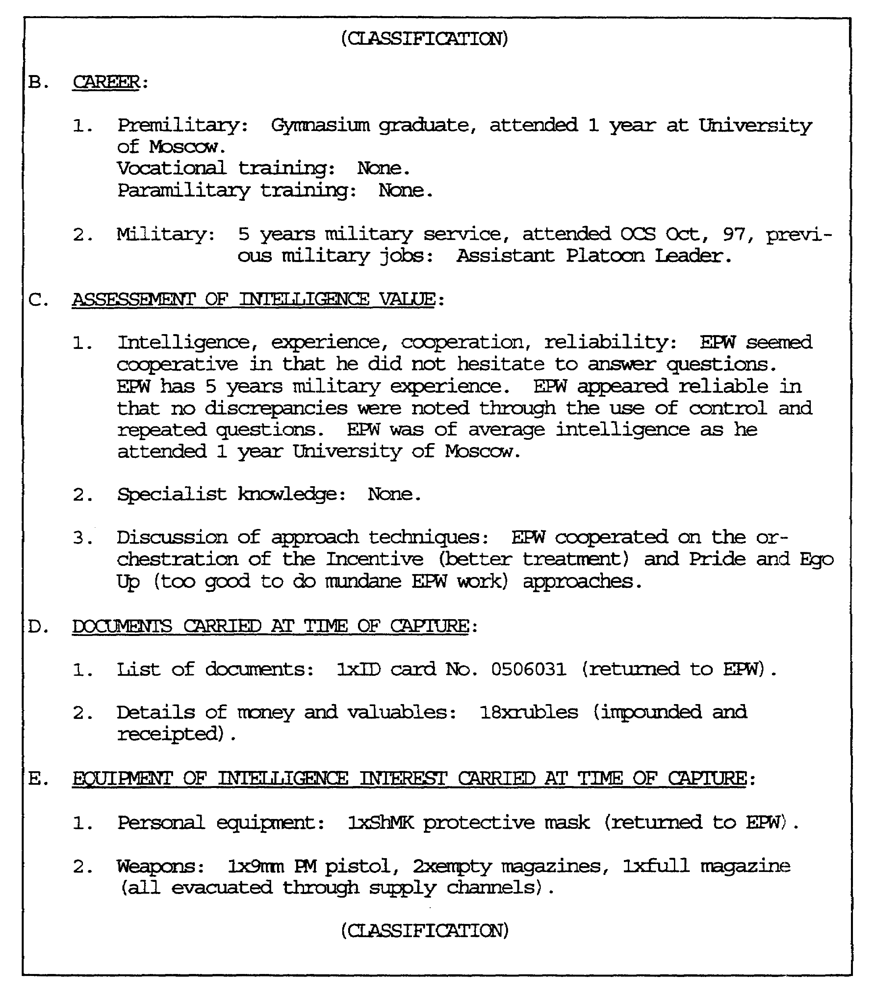 (CLASSIFICATION)
B. CAREER:
1. Premilitary: Gymnasium graduate, attended 1 year at University
of Moscow.
Vocational training: None.
Paramilitary training: None.
2. Military: 5 years military service, attended OCS Oct, 97, previ-
ous military jobs: Assistant Platoon Leader.
C. ASSESSEMENT OF INTELLIGENCE VALUE:
1. Intelligence, experience, cooperation, reliability: EPW seemed
cooperative in that he did not hesitate to answer questions.
EPW has 5 years military experience. EPW appeared reliable in
that no discrepancies were noted through the use of control and
repeated questions. EPW was of average intelligence as he
attended 1 year University of Moscow.
2. Specialist knowledge: None.
3. Discussion of approach techniques: EPW cooperated on the or-
chestration of the Incentive (better treatment) and Pride and Ego
Up (too good to do mundane EPW work) approaches.
D. DOCUMENTS CARRIED AT TIME OF CAPTURE:
1. List of documents: 1xID card No. 0506031 (returned to EPW).
2. Details of money and valuables: 18xrubles (impounded and
receipted).
E. EQUIPMENT OF INTELLIGENCE INTEREST CARRIED AT TIME OF CAPTURE:
1. Personal equipment: 1xShMK protective mask (returned to EPW).
2. Weapons: 1x9mm PM pistol, 2xempty magazines, 1xfull magazine
(all evacuated through supply channels).
(CLASSIFICATION)